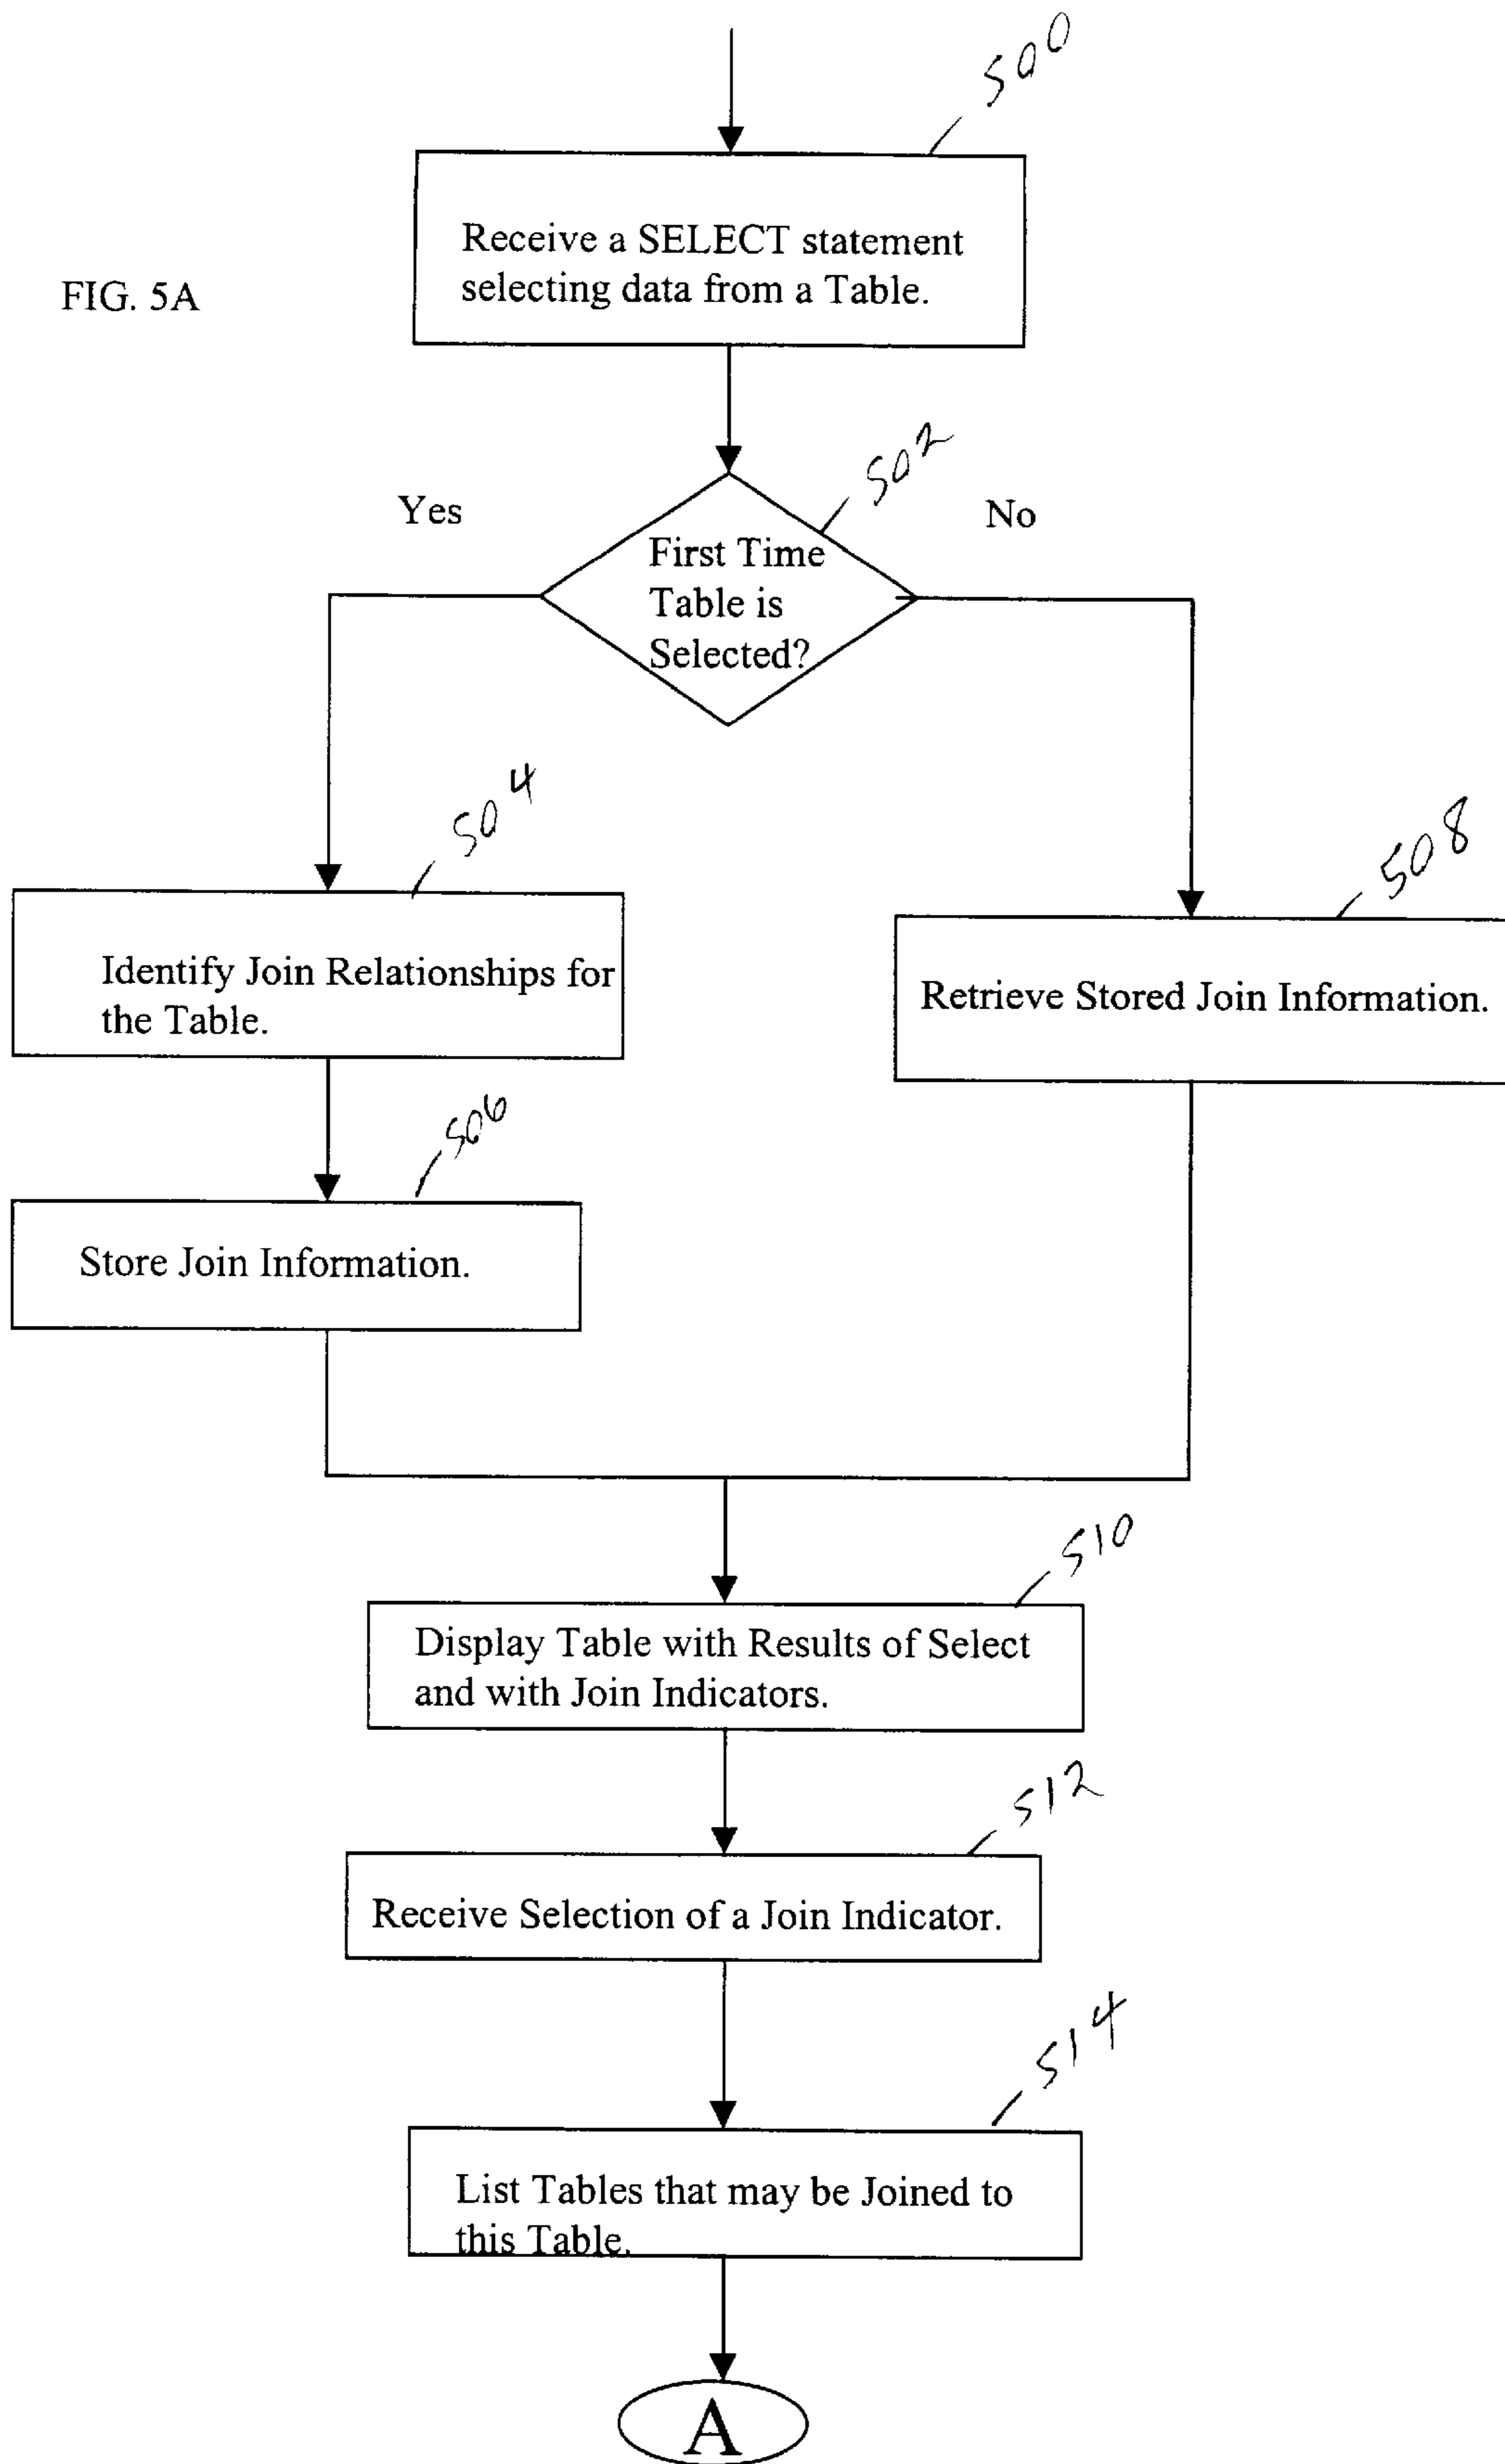 500
Receive a SELECT statement
selecting data from a Table.
FIG. 5A
502
Yes
No
First Time
Table is
Selected?
504
508
Identify Join Relationships for
the Table.
Retrieve Stored Join Information.
506
Store Join Information.
510
Display Table with Results of Select
and with Join Indicators.
512
Receive Selection of a Join Indicator.
514
List Tables that may be Joined to
this Table.
A